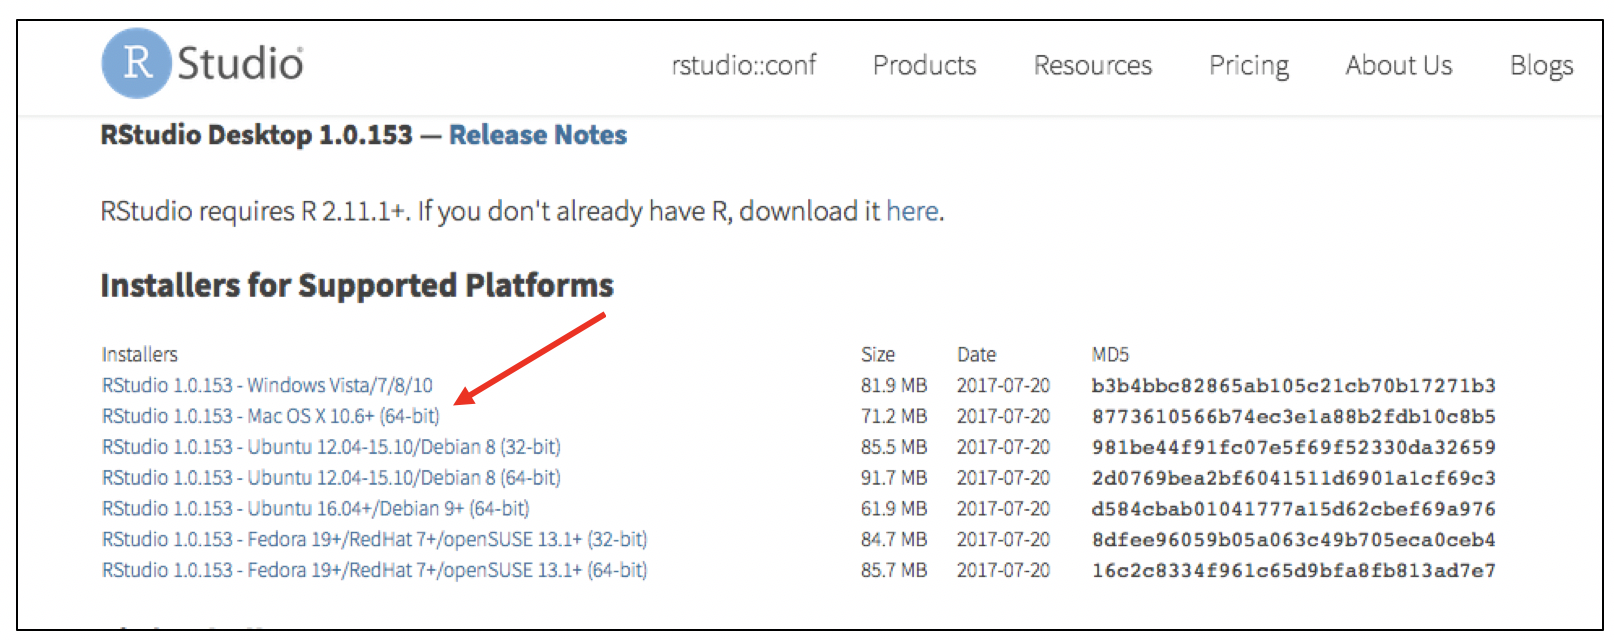 R Studio®
rstudio::conf Products Resources Pricing About Us Blogs
RStudio Desktop 1.0.153 — Release Notes
RStudio requires R 2.11.1+. If you don't already have R, download it here.
Installers for Supported Platforms
Installers Size Date MD5
RStudio 1.0.153 - Windows Vista/7/8/10 81.9 MB 2017-07-20 b3b4bbc82865ab105c21cb70b17271b3
RStudio 1.0.153 - Mac OS X 10.6+ (64-bit) 71.2 MB 2017-07-20 8773610566b74ec3e1a88b2fdb10c8b5
RStudio 1.0.153 - Ubuntu 12.04-15.10/Debian 8 (32-bit) 85.5 MB 2017-07-20 981be44f91fc07e5f69f52330da32659
RStudio 1.0.153 - Ubuntu 12.04-15.10/Debian 8 (64-bit) 91.7 MB 2017-07-20 2d0769bea2bf6041511d6901a1cf69c3
RStudio 1.0.153 - Ubuntu 16.04+/Debian 9+ (64-bit) 61.9 MB 2017-07-20 d584cbab01041777a15d62cbef69a976
RStudio 1.0.153 - Fedora 19+/RedHat 7+/openSUSE 13.1+ (32-bit) 84.7 MB 2017-07-20 8dfee96059b05a063c49b705eca0ceb4
RStudio 1.0.153 - Fedora 19+/RedHat 7+/openSUSE 13.1+ (64-bit) 85.7 MB 2017-07-20 16c2c8334f961c65d9bfa8fb813ad7e7